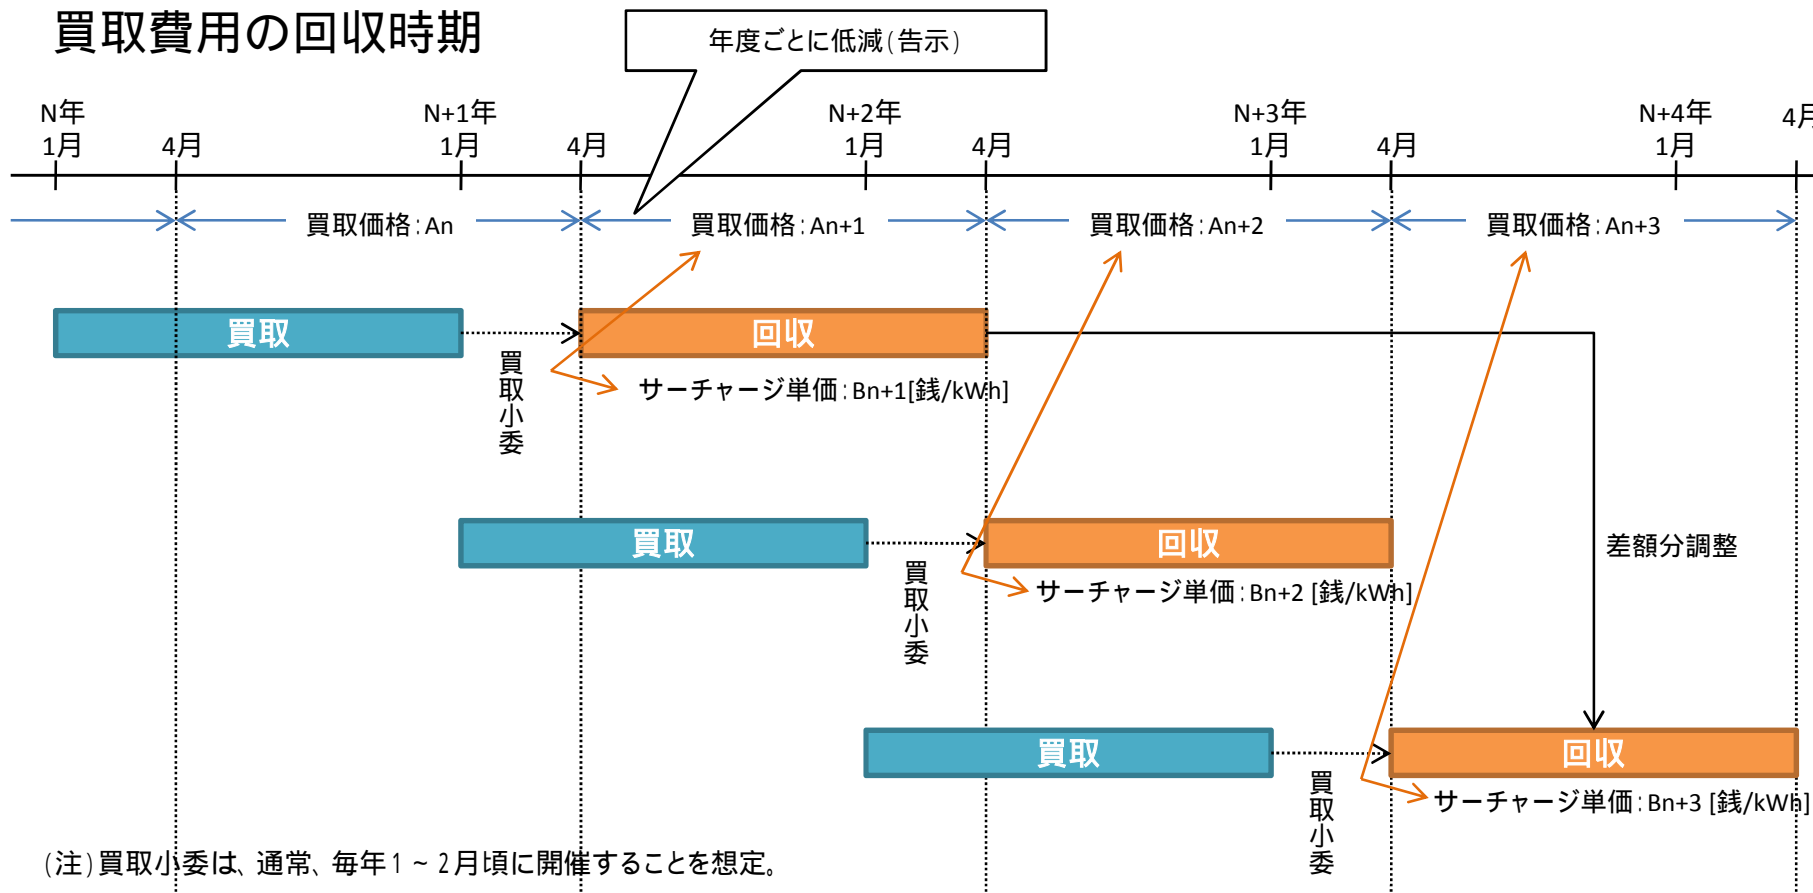 買取費用の回収時期
年度ごとに低減(告示)
N年
1月
4月
N+1年
1月
4月
N+2年
1月
4月
N+3年
1月
4月
N+4年
1月
4月
買取価格:An
買取価格:An+1
買取価格:An+2
買取価格:An+3
買取
回収
買取小委
サーチャージ単価:Bn+1[銭/kWh]
買取
回収
差額分調整
買取小委
サーチャージ単価:Bn+2 [銭/kWh]
買取
回収
買取小委
サーチャージ単価:Bn+3 [銭/kWh]
(注)買取小委は、通常、毎年1~2月頃に開催することを想定。